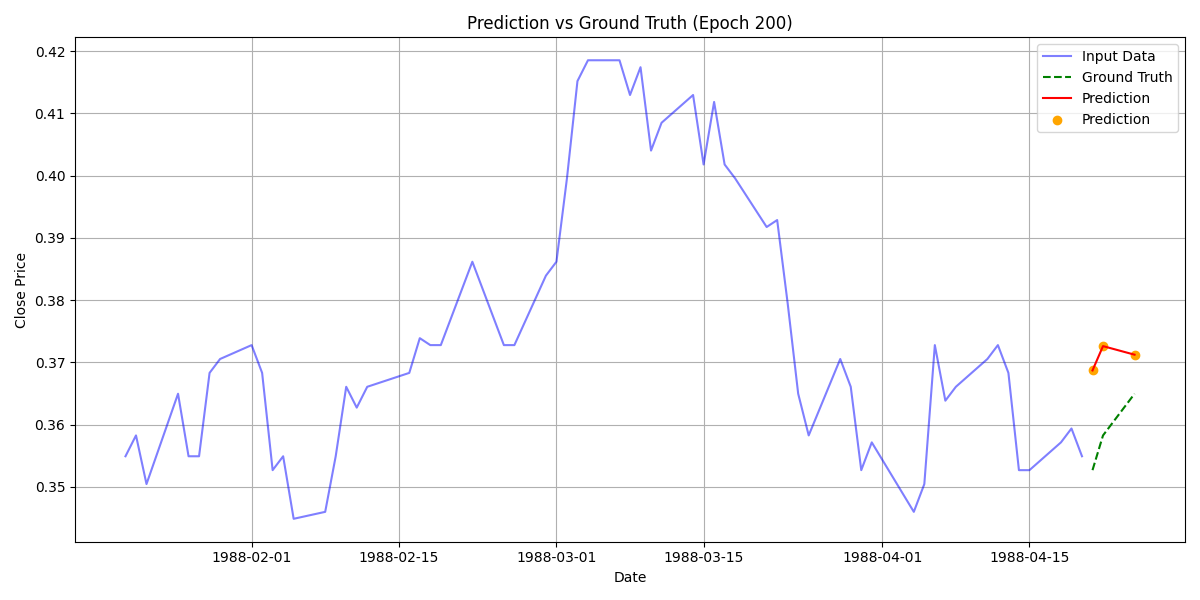 Prediction vs Ground Truth (Epoch 200)
Input Data
Ground Truth
Prediction
Prediction
Close Price
0.42
0.41
0.40
0.39
0.38
0.37
0.36
0.35
1988-02-01
1988-02-15
1988-03-01
1988-03-15
1988-04-01
1988-04-15
Date